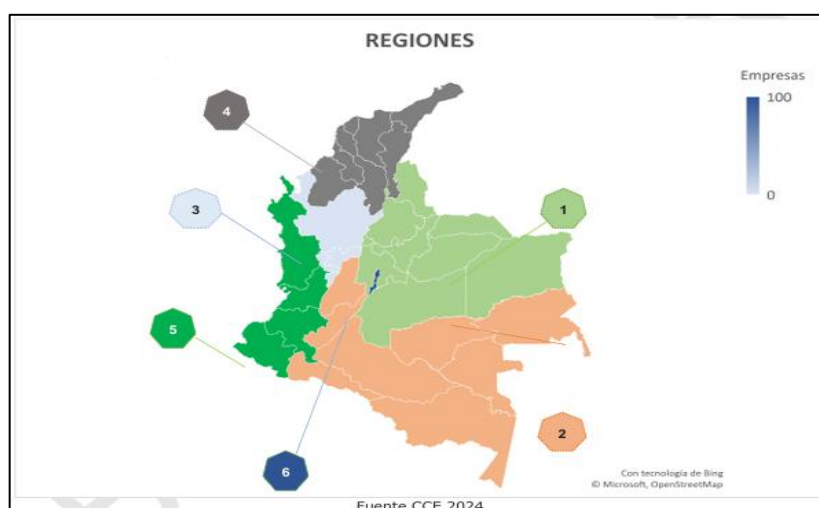 REGIONES
Empresas
100
0
4
3
1
5
2
6
Con tecnología de Bing
© Microsoft, OpenStreetMap
Fuente CCE 2024